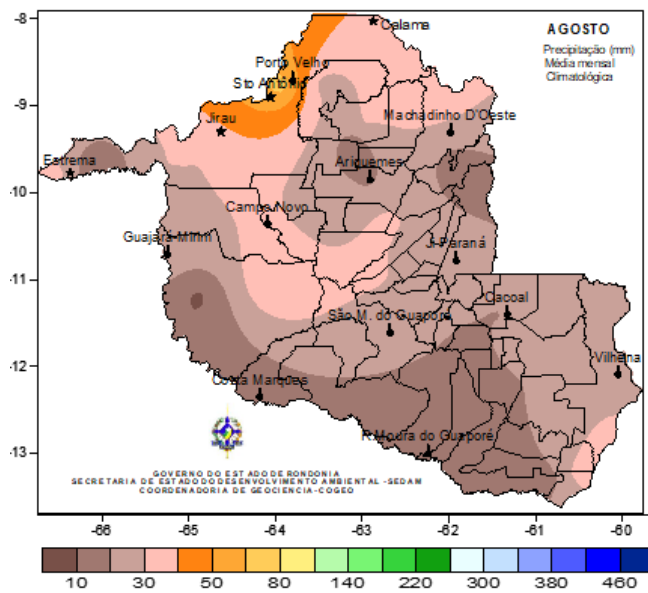 AGOSTO
Precipitação (mm)
Média mensal
Climatológica
-8
-9
-10
-11
-12
-13
Calama
Porto Velho
Sto Antônio
Jirau
Machadinho D'Oeste
Estrema
Ariquemes
Campo Novo
Guajará-Mirim
Ji-Paraná
Cacoal
São M. do Guaporé
Vilhena
Costa Marques
P.Moura do Guaporé
GOVERNO DO ESTADO DE RONDONIA
SECRETARIA DE ESTADO DO DESENVOLVIMENTO AMBIENTAL -SEDAM
COORDENADORIA DE GEOCIENCIA-COGEO
-66 -65 -64 -63 -62 -61 -60
10 30 50 80 140 220 300 380 460